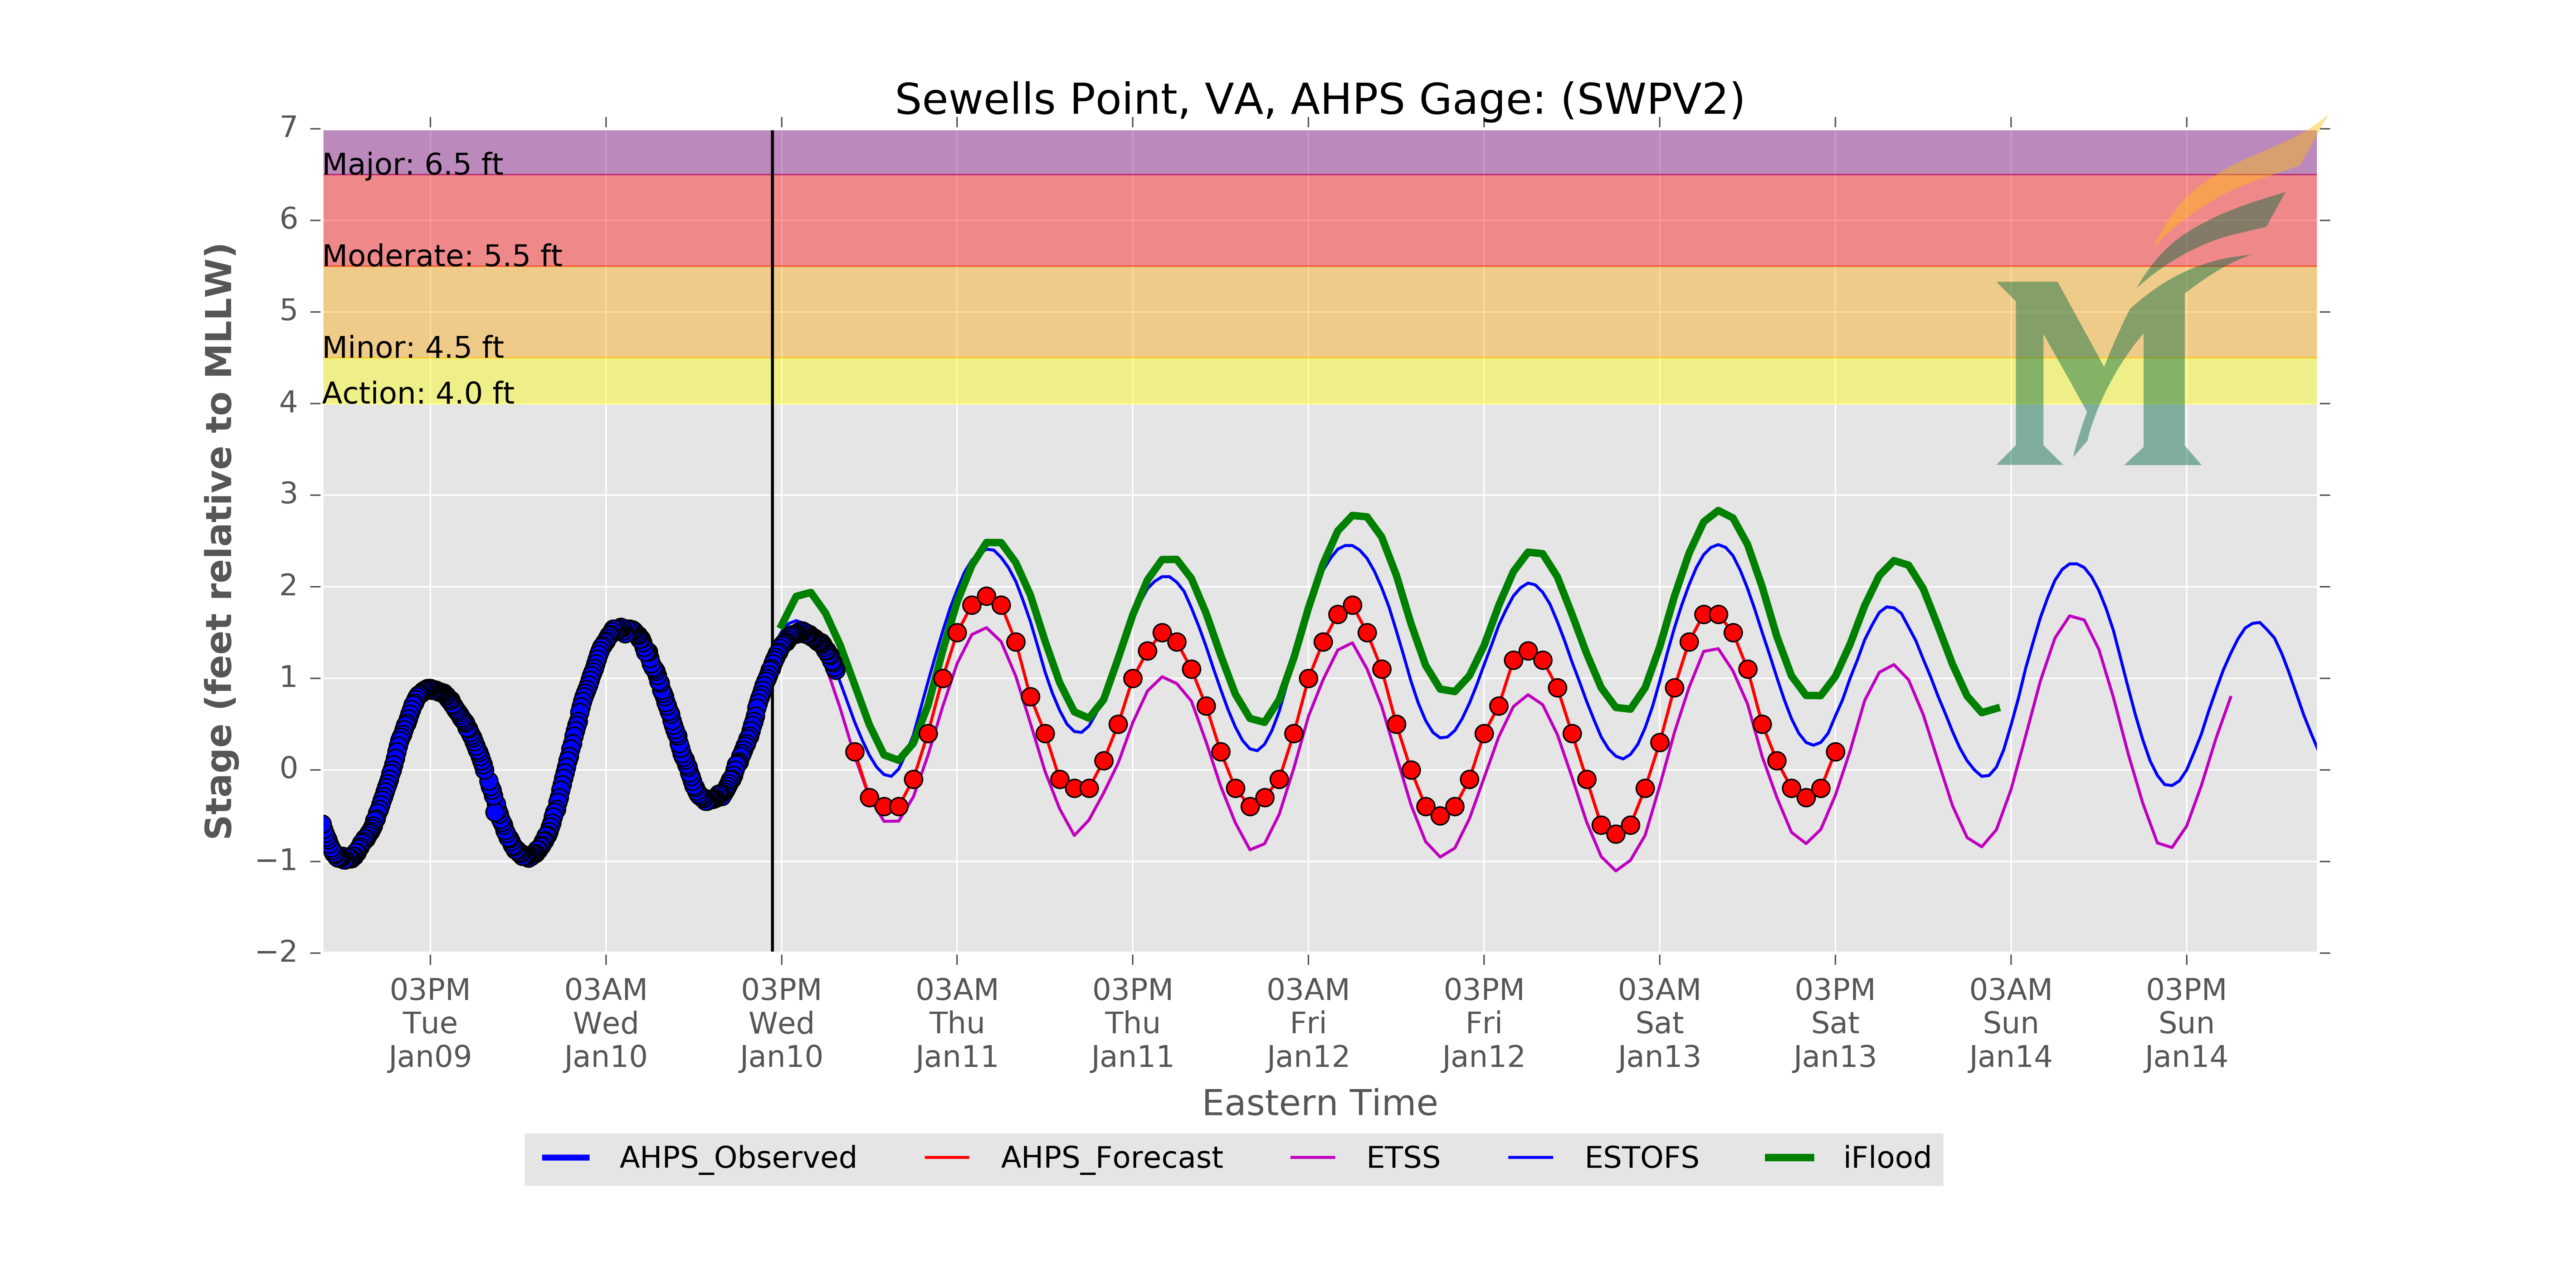 Sewells Point, VA, AHPS Gage: (SWPV2)
7
6
5
4
3
2
1
0
−1
−2
Stage (feet relative to MLLW)
Major: 6.5 ft
Moderate: 5.5 ft
Minor: 4.5 ft
Action: 4.0 ft
M
03PM Tue Jan09
03AM Wed Jan10
03PM Wed Jan10
03AM Thu Jan11
03PM Thu Jan11
03AM Fri Jan12
03PM Fri Jan12
03AM Sat Jan13
03PM Sat Jan13
03AM Sun Jan14
03PM Sun Jan14
Eastern Time
AHPS_Observed AHPS_Forecast ETSS ESTOFS iFlood